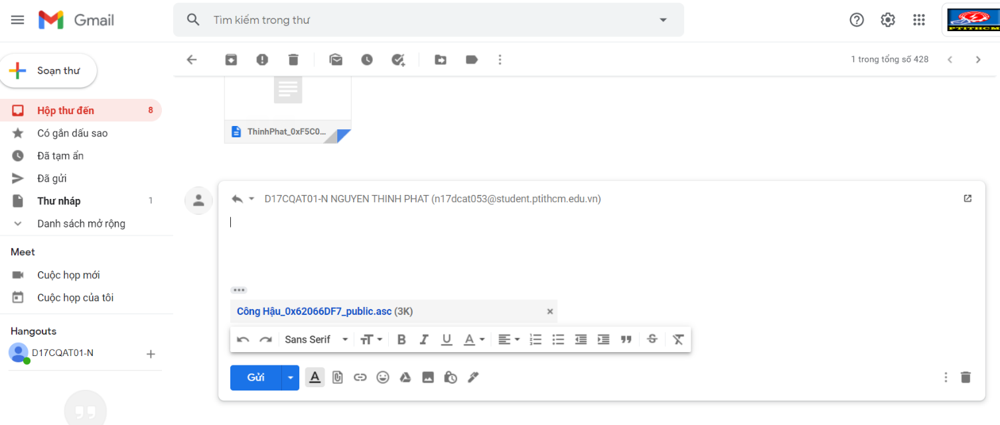 Gmail
Tìm kiếm trong thư
PTITHCM
Soạn thư
1 trong tổng số 428
Hộp thư đến 8
Có gắn dấu sao
Đã tạm ẩn
Đã gửi
Thư nháp 1
Danh sách mở rộng
Meet
Cuộc họp mới
Cuộc họp của tôi
Hangouts
D17CQAT01-N
ThinhPhat_0xF5C0...
D17CQAT01-N NGUYEN THINH PHAT (n17dcat053@student.ptithcm.edu.vn)
Công Hậu_0x62066DF7_public.asc (3K)
Sans Serif
Gửi